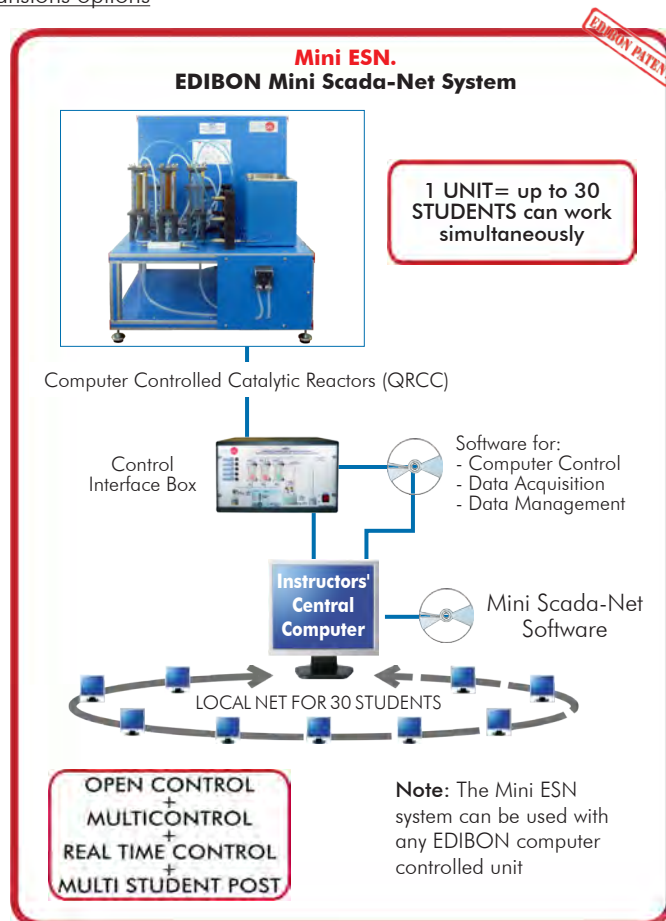 EDIBON PATENT
Mini ESN.
EDIBON Mini Scada-Net System
1 UNIT= up to 30
STUDENTS can work
simultaneously
Computer Controlled Catalytic Reactors (QRCC)
Control
Interface Box
Software for:
- Computer Control
- Data Acquisition
- Data Management
Instructors'
Central
Computer
Mini Scada-Net
Software
LOCAL NET FOR 30 STUDENTS
OPEN CONTROL
+
MULTICONTROL
+
REAL TIME CONTROL
+
MULTI STUDENT POST
Note: The Mini ESN
system can be used with
any EDIBON computer
controlled unit